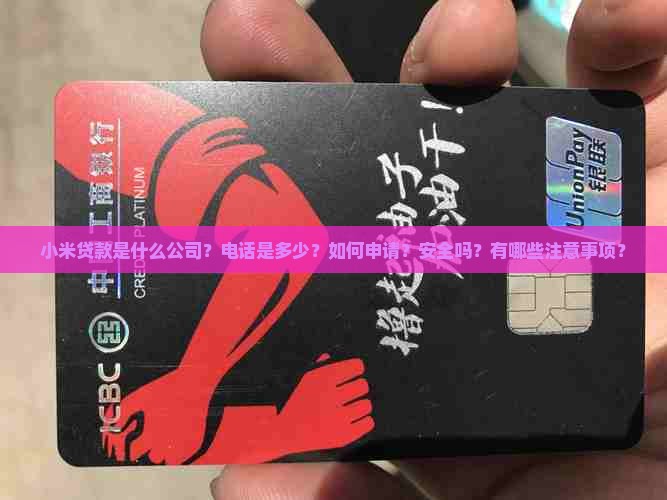 小米贷款是什么公司?电话是多少?如何申请?安全吗?有哪些注意事项?
中国工商银行
CREDIT PLATINUM
ICBC
撸起袖子
加油干!
UnionPay
银联